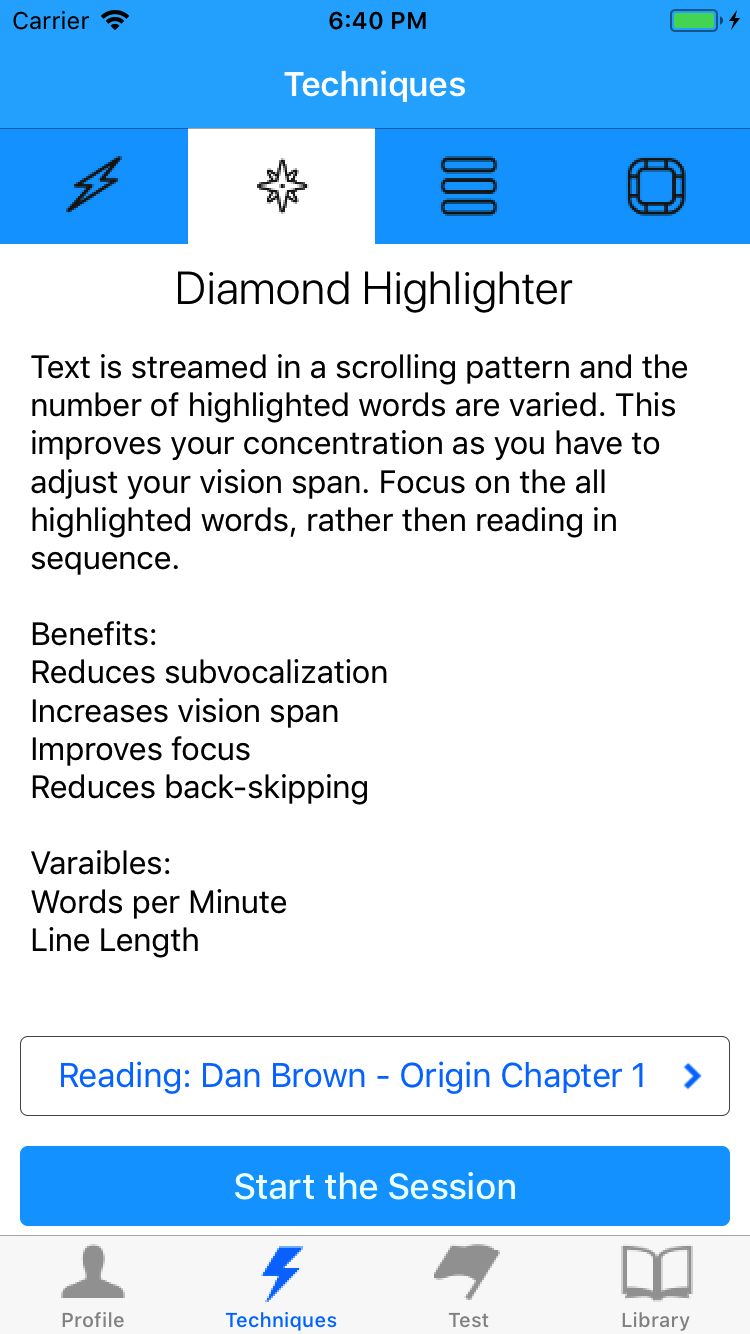 Carrier
6:40 PM
Techniques
Diamond Highlighter
Text is streamed in a scrolling pattern and the
number of highlighted words are varied. This
improves your concentration as you have to
adjust your vision span. Focus on the all
highlighted words, rather then reading in
sequence.
Benefits:
Reduces subvocalization
Increases vision span
Improves focus
Reduces back-skipping
Varaibles:
Words per Minute
Line Length
Reading: Dan Brown - Origin Chapter 1
Start the Session
Profile
Techniques
Test
Library